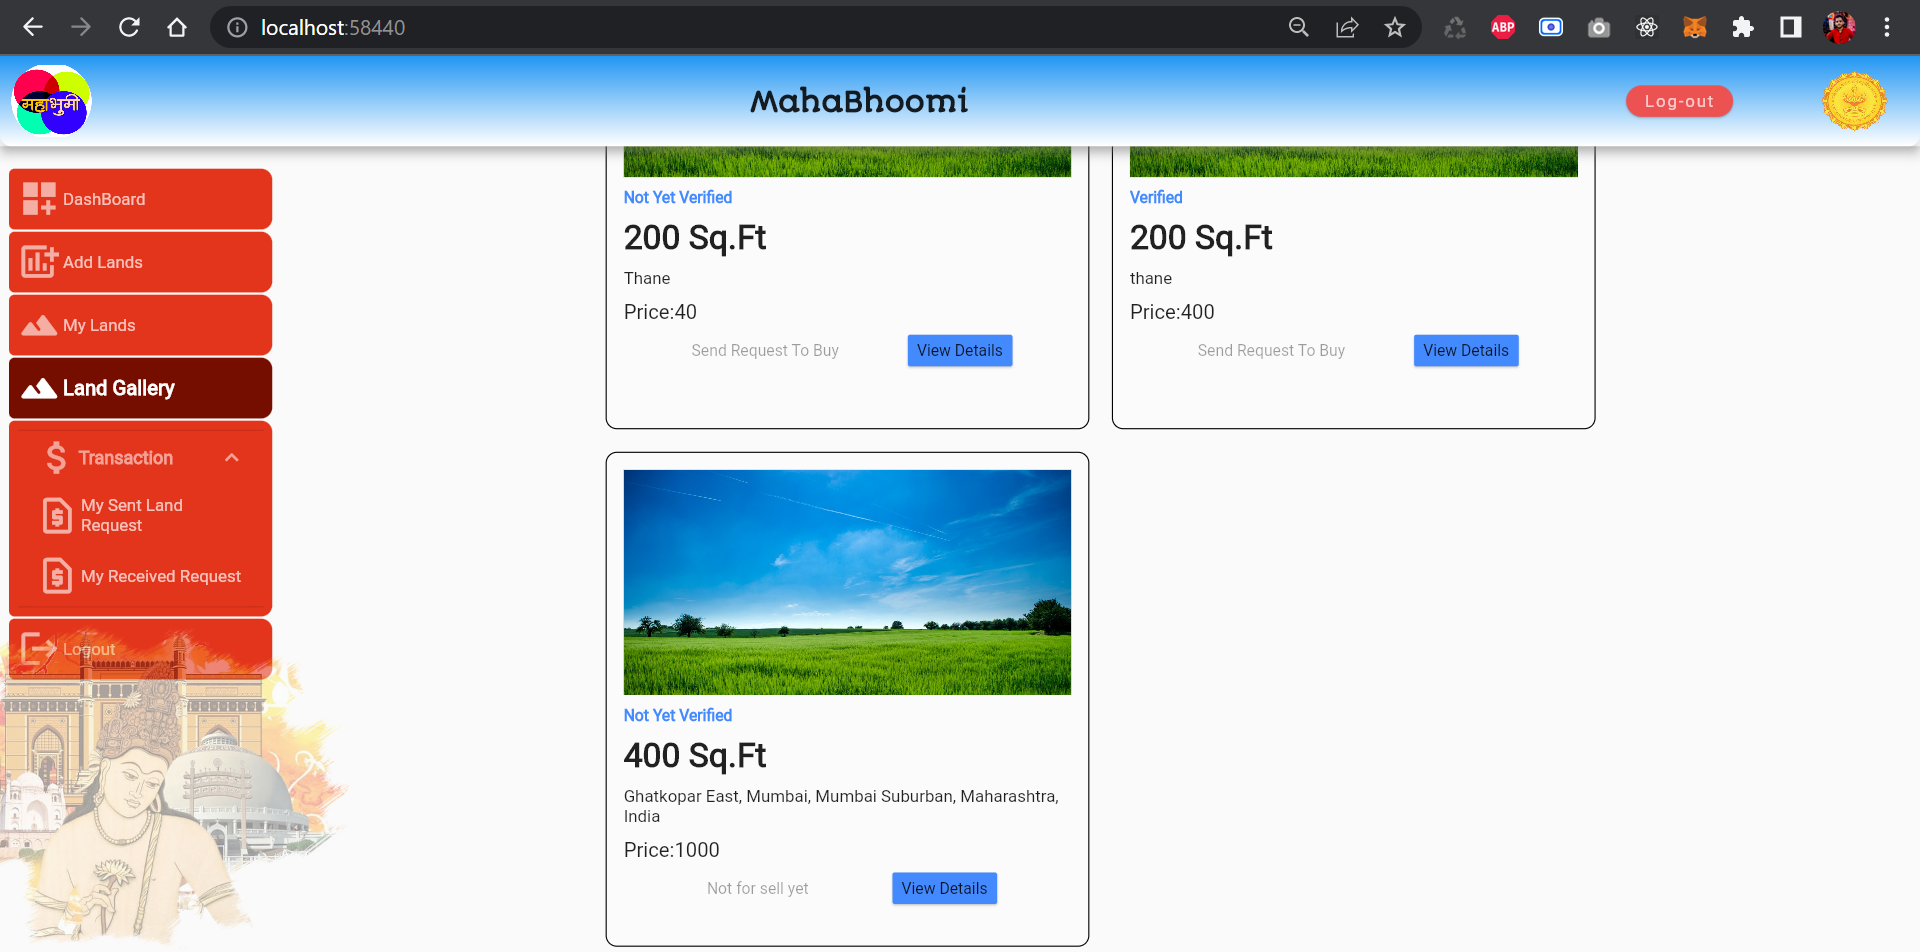 localhost:58440
ABP
महाभुमी
MahaBhoomi
Log-out
DashBoard
Add Lands
My Lands
Land Gallery
Transaction
My Sent Land
Request
My Received Request
Logout
Not Yet Verified
200 Sq.Ft
Thane
Price:40
Send Request To Buy
View Details
Verified
200 Sq.Ft
thane
Price:400
Send Request To Buy
View Details
Not Yet Verified
400 Sq.Ft
Ghatkopar East, Mumbai, Mumbai Suburban, Maharashtra,
India
Price:1000
Not for sell yet
View Details